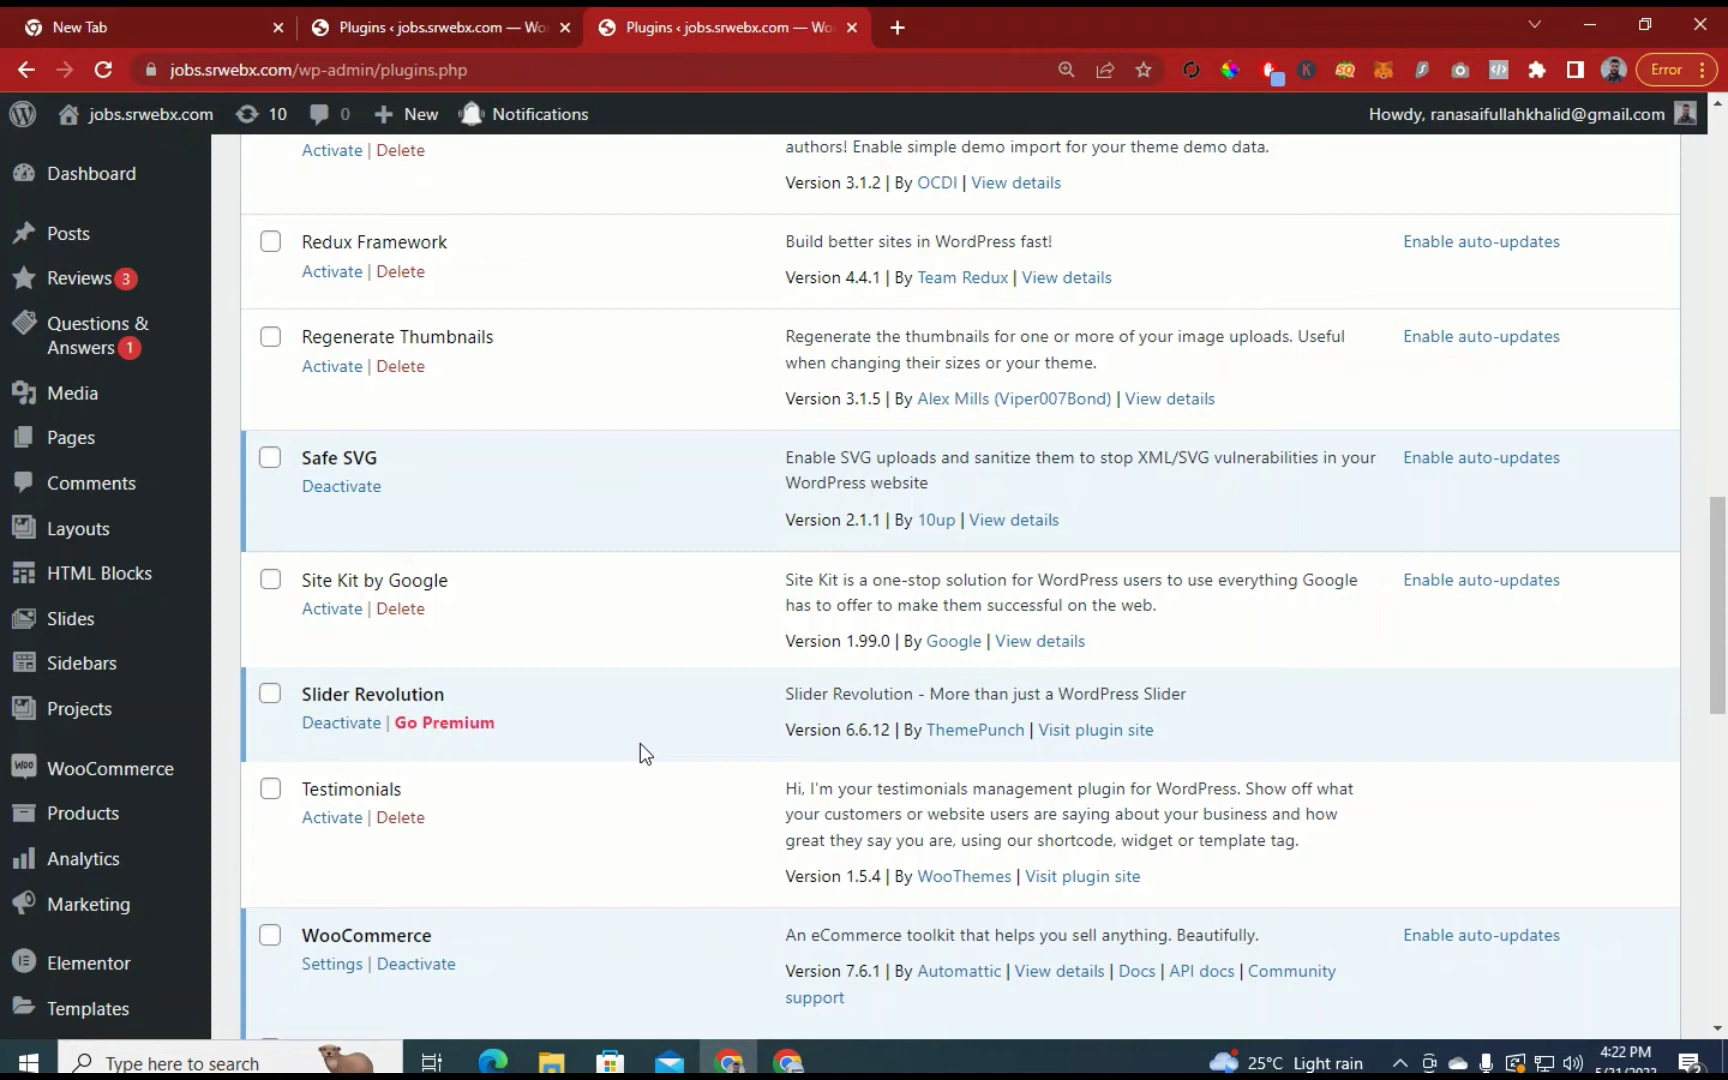 New Tab
Plugins ‹ jobs.srwebx.com — Wo
Plugins ‹ jobs.srwebx.com — Wo
jobs.srwebx.com/wp-admin/plugins.php
Error
jobs.srwebx.com
10
0
New
Notifications
Howdy, ranasaifullahkhalid@gmail.com
Dashboard
Posts
Reviews 3
Questions &
Answers 1
Media
Pages
Comments
Layouts
HTML Blocks
Slides
Sidebars
Projects
WooCommerce
Products
Analytics
Marketing
Elementor
Templates
Activate | Delete
authors! Enable simple demo import for your theme demo data.
Version 3.1.2 | By OCDI | View details
Redux Framework
Activate | Delete
Build better sites in WordPress fast!
Version 4.4.1 | By Team Redux | View details
Enable auto-updates
Regenerate Thumbnails
Activate | Delete
Regenerate the thumbnails for one or more of your image uploads. Useful
when changing their sizes or your theme.
Version 3.1.5 | By Alex Mills (Viper007Bond) | View details
Enable auto-updates
Safe SVG
Deactivate
Enable SVG uploads and sanitize them to stop XML/SVG vulnerabilities in your
WordPress website
Version 2.1.1 | By 10up | View details
Enable auto-updates
Site Kit by Google
Activate | Delete
Site Kit is a one-stop solution for WordPress users to use everything Google
has to offer to make them successful on the web.
Version 1.99.0 | By Google | View details
Enable auto-updates
Slider Revolution
Deactivate | Go Premium
Slider Revolution - More than just a WordPress Slider
Version 6.6.12 | By ThemePunch | Visit plugin site
Testimonials
Activate | Delete
Hi, I'm your testimonials management plugin for WordPress. Show off what
your customers or website users are saying about your business and how
great they say you are, using our shortcode, widget or template tag.
Version 1.5.4 | By WooThemes | Visit plugin site
WooCommerce
Settings | Deactivate
An eCommerce toolkit that helps you sell anything. Beautifully.
Version 7.6.1 | By Automattic | View details | Docs | API docs | Community
support
Enable auto-updates
Type here to search
25°C Light rain
4:22 PM